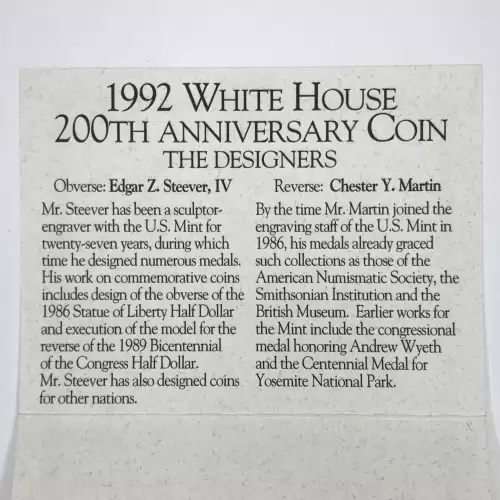 1992 WHITE HOUSE
200TH ANNIVERSARY COIN
THE DESIGNERS
Obverse: Edgar Z. Steever, IV
Mr. Steever has been a sculptor-
engraver with the U.S. Mint for
twenty-seven years, during which
time he designed numerous medals.
His work on commemorative coins
includes design of the obverse of the
1986 Statue of Liberty Half Dollar
and execution of the model for the
reverse of the 1989 Bicentennial
of the Congress Half Dollar.
Mr. Steever has also designed coins
for other nations.
Reverse: Chester Y. Martin
By the time Mr. Martin joined the
engraving staff of the U.S. Mint in
1986, his medals already graced
such collections as those of the
American Numismatic Society, the
Smithsonian Institution and the
British Museum. Earlier works for
the Mint include the congressional
medal honoring Andrew Wyeth
and the Centennial Medal for
Yosemite National Park.